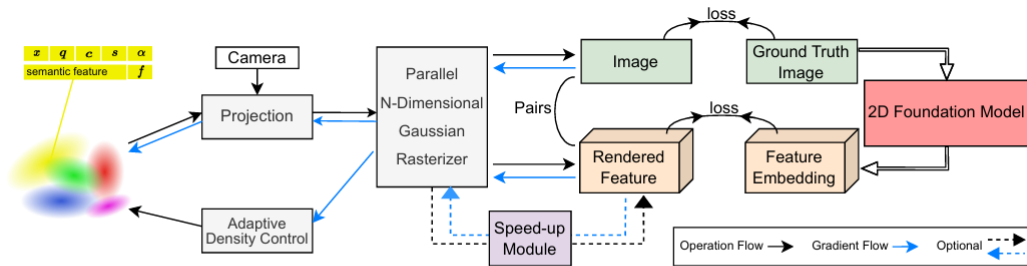 x q c s α
semantic feature f
Camera
Projection
Adaptive
Density Control
Parallel
N-Dimensional
Gaussian
Rasterizer
Image
loss
Ground Truth
Image
Pairs
2D Foundation Model
Rendered
Feature
loss
Feature
Embedding
Speed-up
Module
Operation Flow Gradient Flow Optional